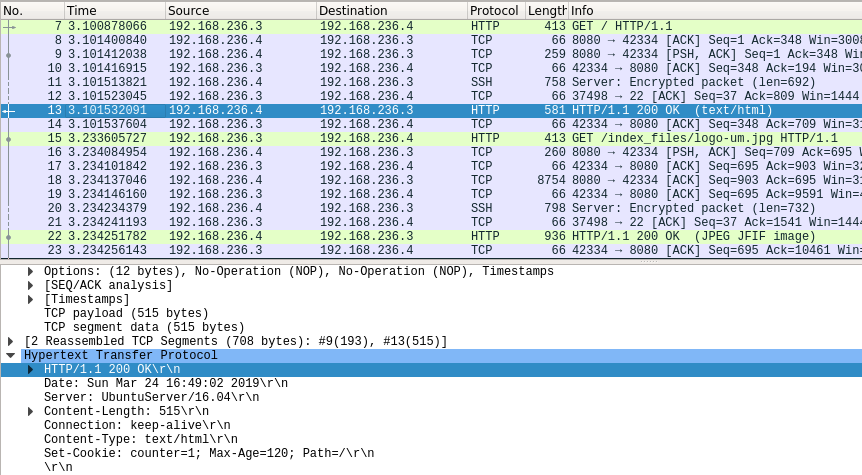 No. Time Source Destination Protocol Length Info
7 3.100878066 192.168.236.3 192.168.236.4 HTTP 413 GET / HTTP/1.1
8 3.101400840 192.168.236.4 192.168.236.3 TCP 66 8080 → 42334 [ACK] Seq=1 Ack=348 Win=3008
9 3.101412038 192.168.236.4 192.168.236.3 TCP 259 8080 → 42334 [PSH, ACK] Seq=1 Ack=348 Wi
10 3.101416915 192.168.236.3 192.168.236.4 TCP 66 42334 → 8080 [ACK] Seq=348 Ack=194 Win=30
11 3.101513821 192.168.236.4 192.168.236.3 SSH 758 Server: Encrypted packet (len=692)
12 3.101523045 192.168.236.3 192.168.236.4 TCP 66 37498 → 22 [ACK] Seq=37 Ack=809 Win=1444
13 3.101532091 192.168.236.4 192.168.236.3 HTTP 581 HTTP/1.1 200 OK (text/html)
14 3.101537604 192.168.236.3 192.168.236.4 TCP 66 42334 → 8080 [ACK] Seq=348 Ack=709 Win=31
15 3.233605727 192.168.236.3 192.168.236.4 HTTP 413 GET /index_files/logo-um.jpg HTTP/1.1
16 3.234084954 192.168.236.4 192.168.236.3 TCP 260 8080 → 42334 [PSH, ACK] Seq=709 Ack=695 W
17 3.234101842 192.168.236.3 192.168.236.4 TCP 66 42334 → 8080 [ACK] Seq=695 Ack=903 Win=32
18 3.234137046 192.168.236.4 192.168.236.3 TCP 8754 8080 → 42334 [ACK] Seq=903 Ack=695 Win=31
19 3.234146160 192.168.236.3 192.168.236.4 TCP 66 42334 → 8080 [ACK] Seq=695 Ack=9591 Win=4
20 3.234234379 192.168.236.4 192.168.236.3 SSH 798 Server: Encrypted packet (len=732)
21 3.234241193 192.168.236.3 192.168.236.4 TCP 66 37498 → 22 [ACK] Seq=37 Ack=1541 Win=1444
22 3.234251782 192.168.236.4 192.168.236.3 HTTP 936 HTTP/1.1 200 OK (JPEG JFIF image)
23 3.234256143 192.168.236.3 192.168.236.4 TCP 66 42334 → 8080 [ACK] Seq=695 Ack=10461 Win=
Options: (12 bytes), No-Operation (NOP), No-Operation (NOP), Timestamps
[SEQ/ACK analysis]
[Timestamps]
TCP payload (515 bytes)
TCP segment data (515 bytes)
[2 Reassembled TCP Segments (708 bytes): #9(193), #13(515)]
Hypertext Transfer Protocol
HTTP/1.1 200 OK\r\n
Date: Sun Mar 24 16:49:02 2019\r\n
Server: UbuntuServer/16.04\r\n
Content-Length: 515\r\n
Connection: keep-alive\r\n
Content-Type: text/html\r\n
Set-Cookie: counter=1; Max-Age=120; Path=/\r\n
\r\n